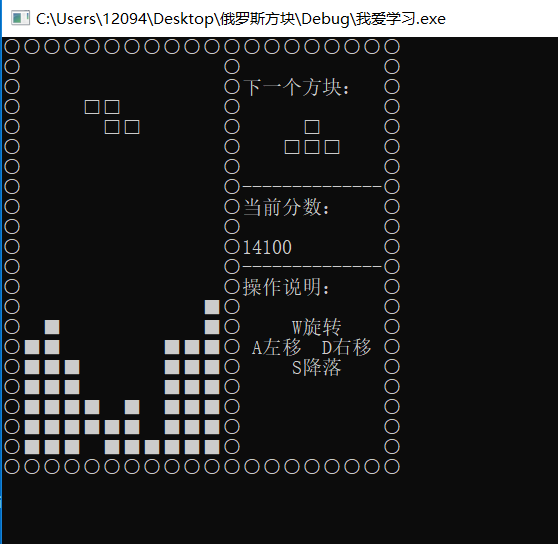 C:\Users\12094\Desktop\俄罗斯方块\Debug\我爱学习.exe
下一个方块:
--------------
当前分数:
14100
--------------
操作说明:
W旋转
A左移 D右移
S降落